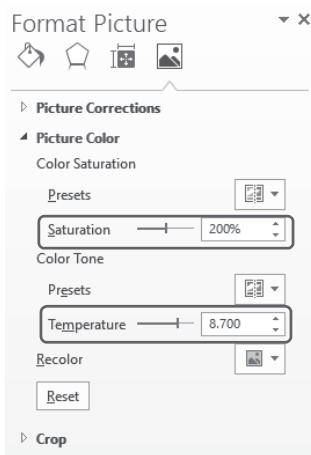 Format Picture
Picture Corrections
Picture Color
Color Saturation
Presets
Saturation 200%
Color Tone
Presets
Temperature 8.700
Recolor
Reset
Crop